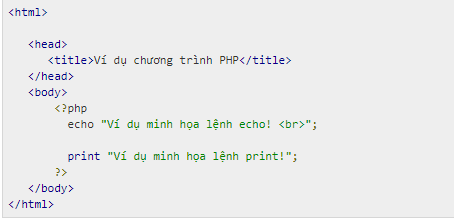 <html>
<head>
<title>Ví dụ chương trình PHP</title>
</head>
<body>
<?php
echo "Ví dụ minh họa lệnh echo! <br>";
print "Ví dụ minh họa lệnh print!";
?>
</body>
</html>